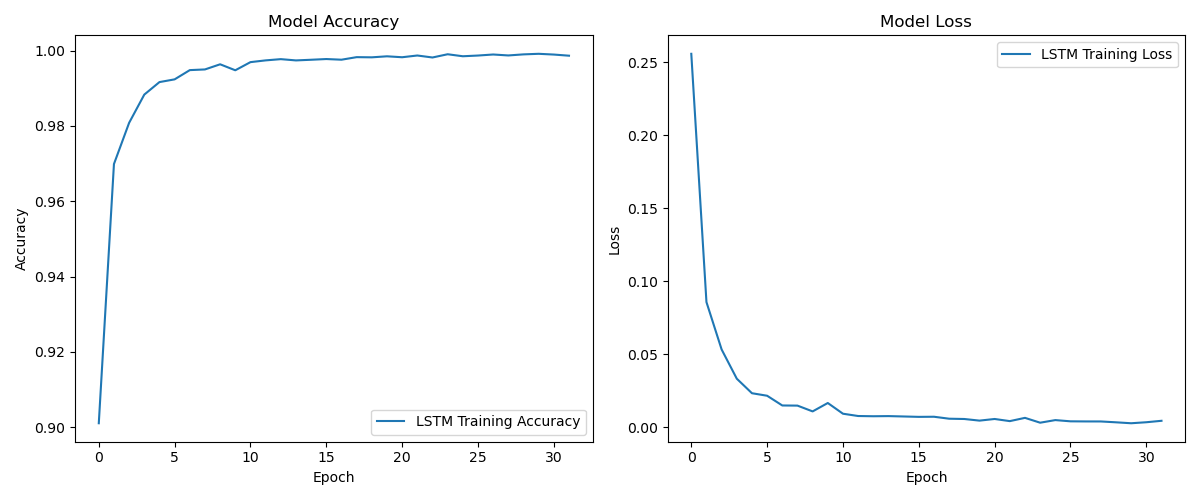 Model Accuracy
1.00
0.98
0.96
0.94
0.92
0.90
Accuracy
LSTM Training Accuracy
0 5 10 15 20 25 30
Epoch
Model Loss
LSTM Training Loss
0.25
0.20
0.15
0.10
0.05
0.00
Loss
0 5 10 15 20 25 30
Epoch